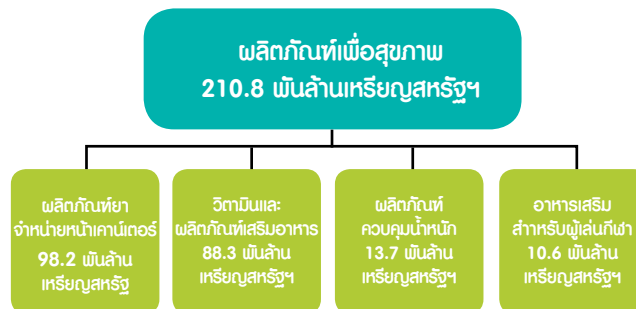 ผลิตภัณฑ์เพื่อสุขภาพ
210.8 พันล้านเหรียญสหรัฐฯ
ผลิตภัณฑ์ยา
จำหน่ายหน้าเคาน์เตอร์
98.2 พันล้าน
เหรียญสหรัฐ
วิตามินและ
ผลิตภัณฑ์เสริมอาหาร
88.3 พันล้าน
เหรียญสหรัฐฯ
ผลิตภัณฑ์
ควบคุมน้ำหนัก
13.7 พันล้าน
เหรียญสหรัฐฯ
อาหารเสริม
สำหรับผู้เล่นกีฬา
10.6 พันล้าน
เหรียญสหรัฐฯ